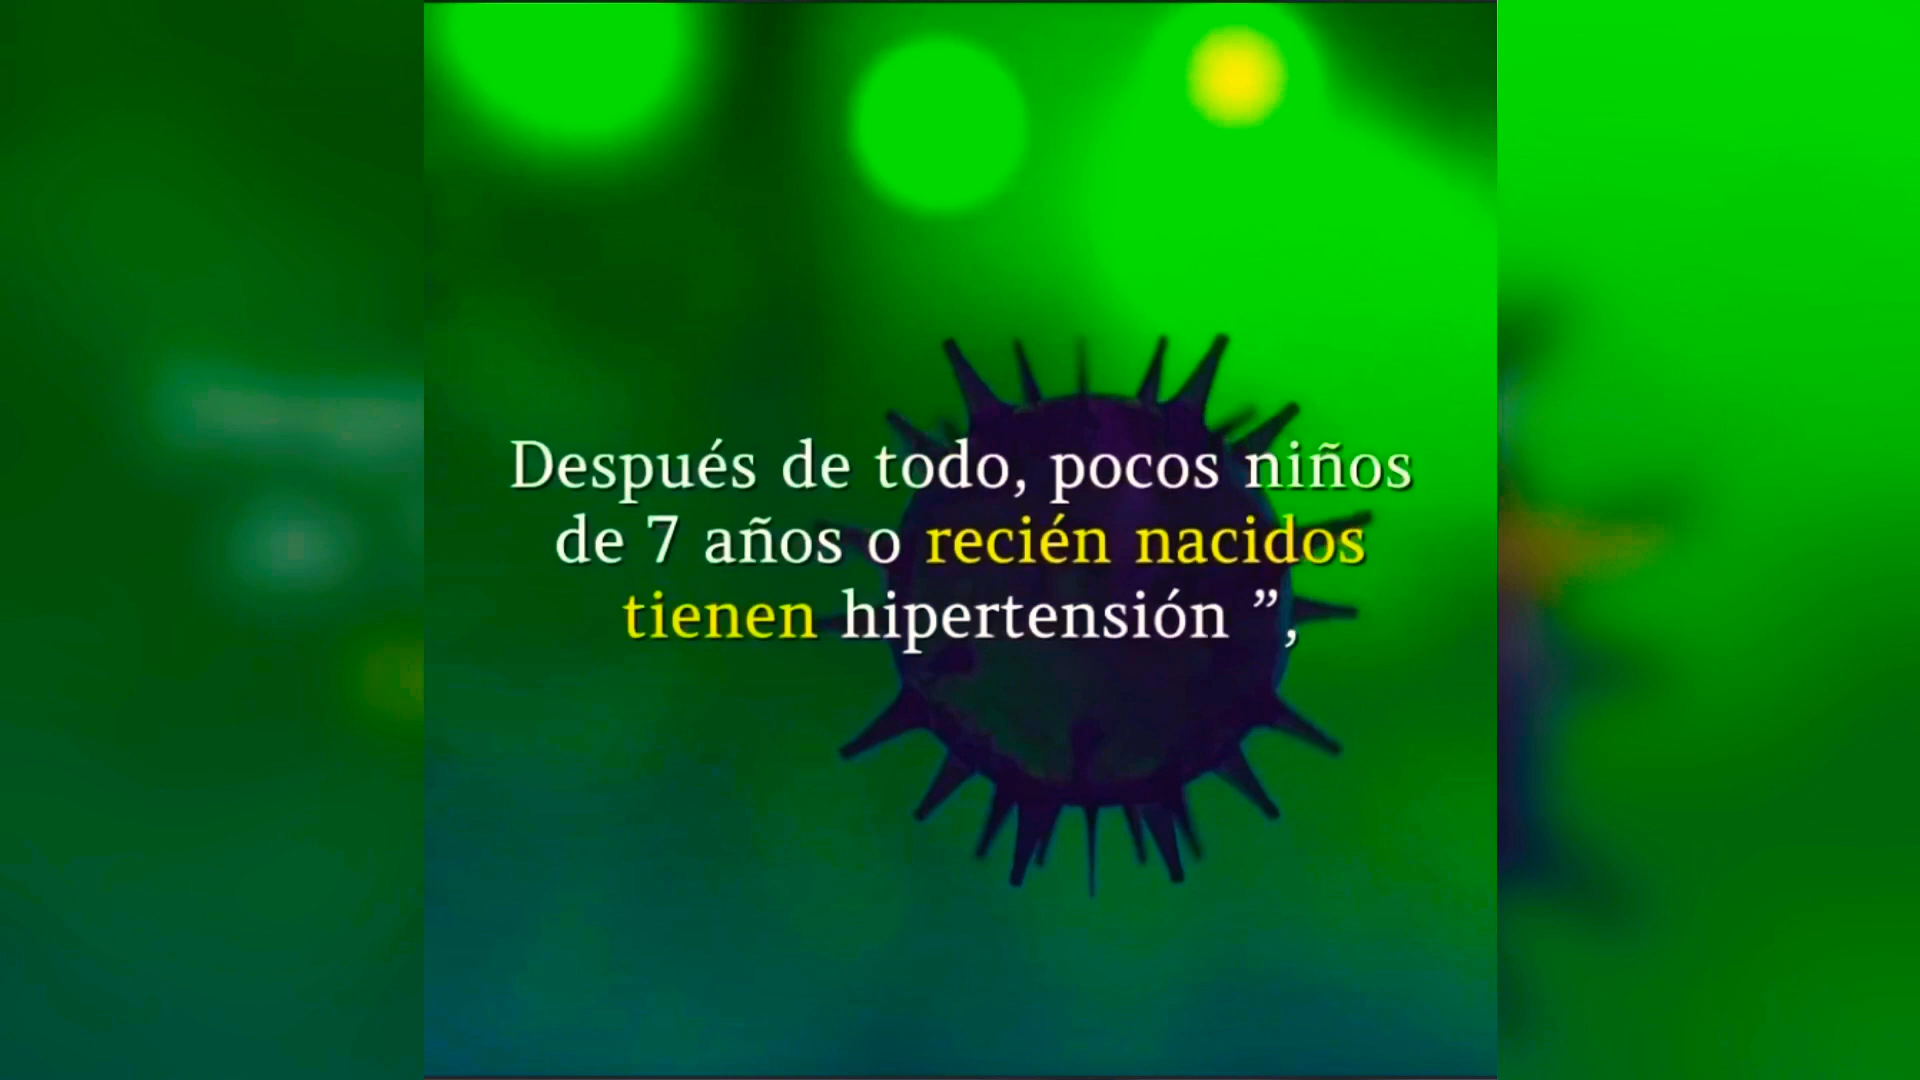 Después de todo, pocos niños
de 7 años o recién nacidos
tienen hipertensión ”,